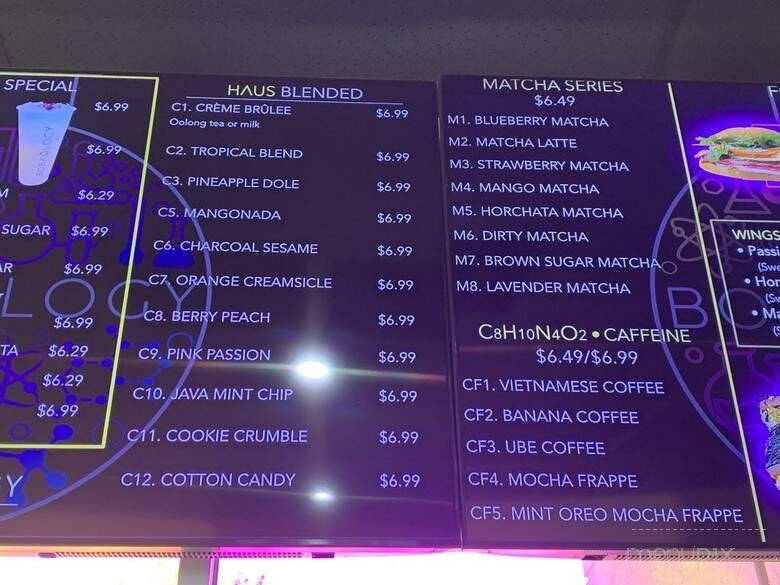 SPECIAL
$6.99
$6.99
$6.29
SUGAR $6.99
$6.99
$6.99
$6.29
$6.29
$6.99
LOGY
HΛUS BLENDED
C1. CRÈME BRÛLEE $6.99
Oolong tea or milk
C2. TROPICAL BLEND $6.99
C3. PINEAPPLE DOLE $6.99
C5. MANGONADA $6.99
C6. CHARCOAL SESAME $6.99
C7. ORANGE CREAMSICLE $6.99
C8. BERRY PEACH $6.99
C9. PINK PASSION $6.99
C10. JAVA MINT CHIP $6.99
C11. COOKIE CRUMBLE $6.99
C12. COTTON CANDY $6.99
MATCHA SERIES
$6.49
M1. BLUEBERRY MATCHA
M2. MATCHA LATTE
M3. STRAWBERRY MATCHA
M4. MANGO MATCHA
M5. HORCHATA MATCHA
M6. DIRTY MATCHA
M7. BROWN SUGAR MATCHA
M8. LAVENDER MATCHA
C8H10N4O2 • CAFFEINE
$6.49/$6.99
CF1. VIETNAMESE COFFEE
CF2. BANANA COFFEE
CF3. UBE COFFEE
CF4. MOCHA FRAPPE
CF5. MINT OREO MOCHA FRAPPE
WINGS
BO
menupix